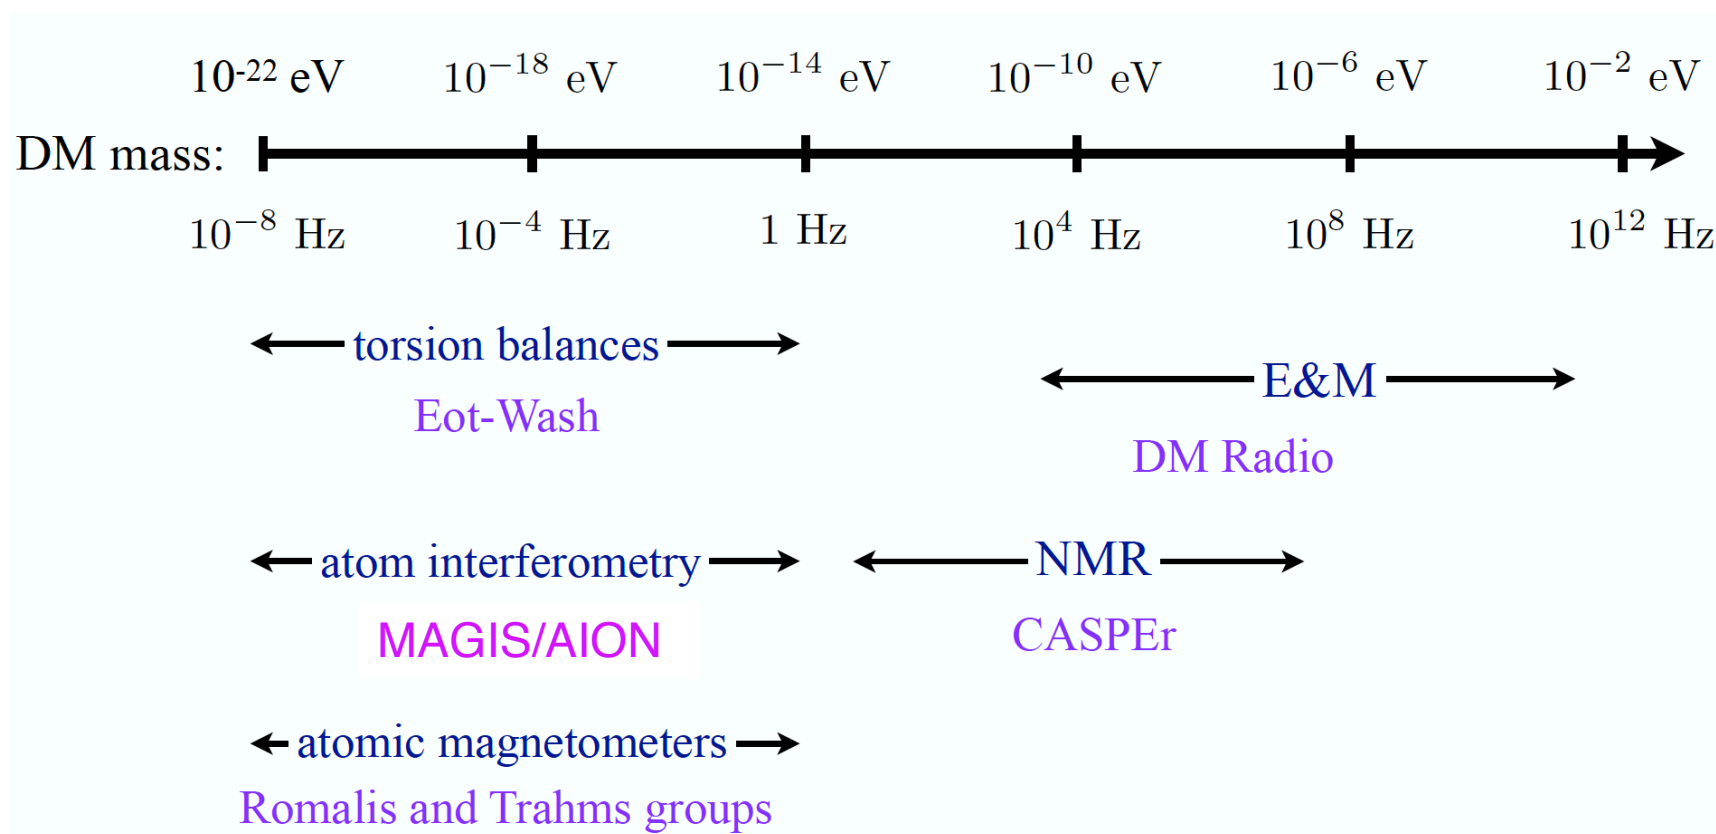 10⁻²² eV 10⁻¹⁸ eV 10⁻¹⁴ eV 10⁻¹⁰ eV 10⁻⁶ eV 10⁻² eV
DM mass:
10⁻⁸ Hz 10⁻⁴ Hz 1 Hz 10⁴ Hz 10⁸ Hz 10¹² Hz
torsion balances
Eot-Wash
E&M
DM Radio
atom interferometry
MAGIS/AION
NMR
CASPEr
atomic magnetometers
Romalis and Trahms groups